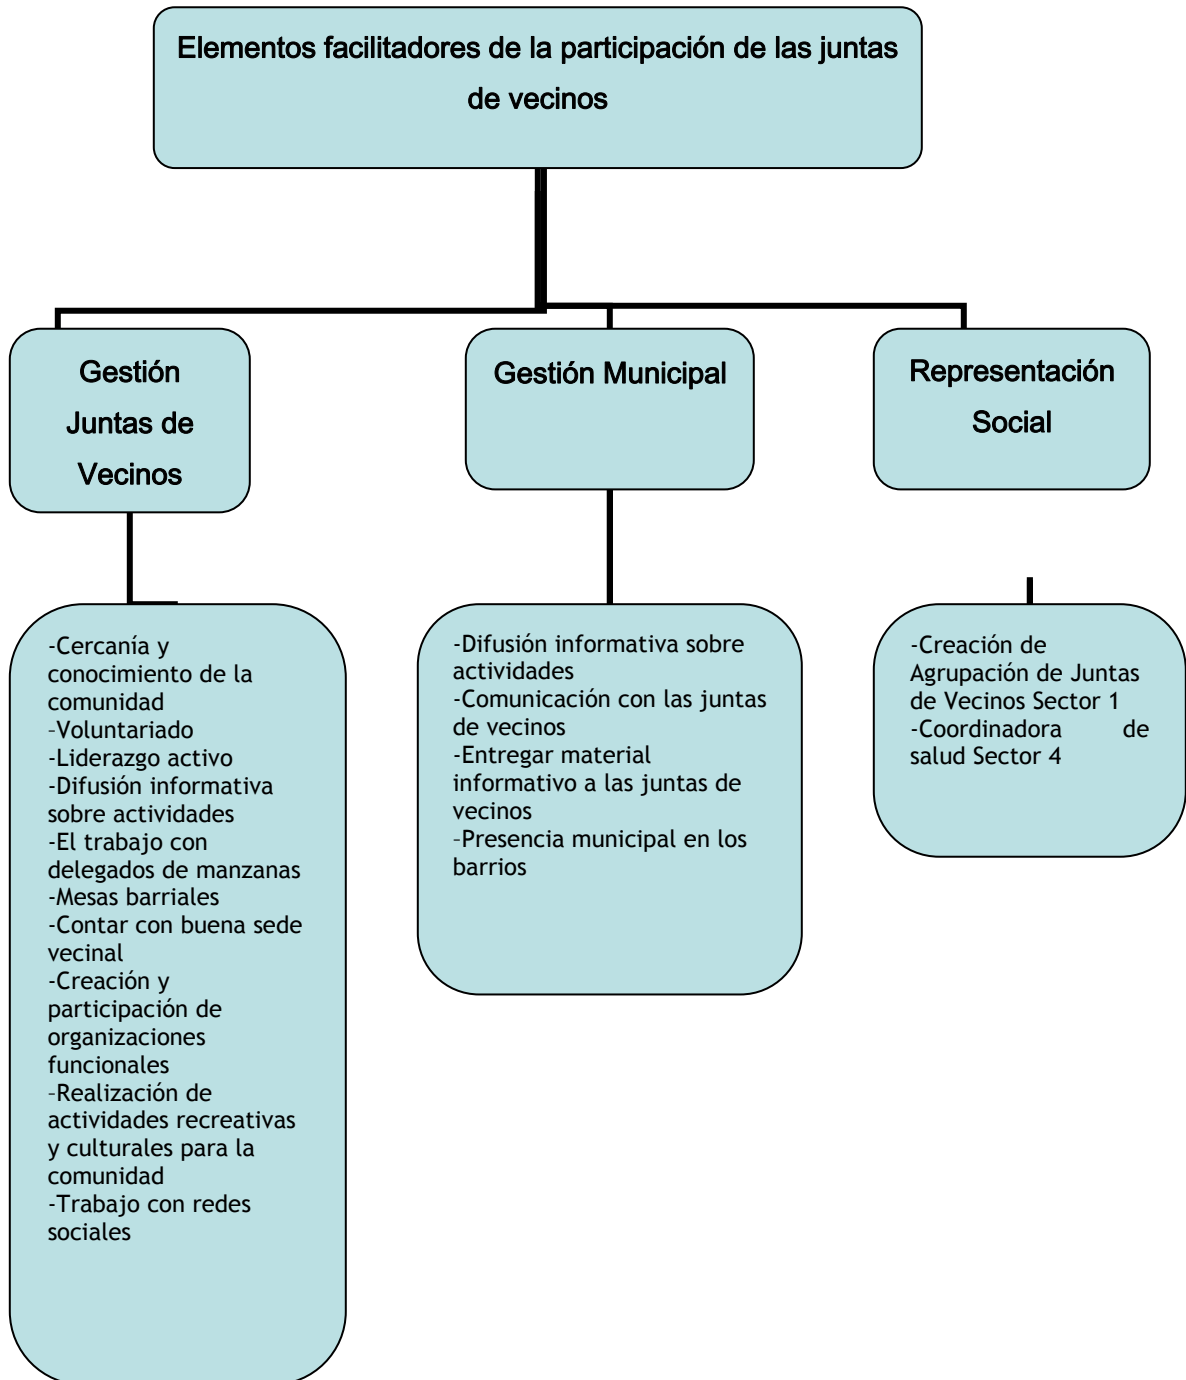 Elementos facilitadores de la participación de las juntas
de vecinos
Gestión
Juntas de
Vecinos
Gestión Municipal
Representación
Social
-Cercanía y
conocimiento de la
comunidad
-Voluntariado
-Liderazgo activo
-Difusión informativa
sobre actividades
-El trabajo con
delegados de manzanas
-Mesas barriales
-Contar con buena sede
vecinal
-Creación y
participación de
organizaciones
funcionales
-Realización de
actividades recreativas
y culturales para la
comunidad
-Trabajo con redes
sociales
-Difusión informativa sobre
actividades
-Comunicación con las juntas
de vecinos
-Entregar material
informativo a las juntas de
vecinos
-Presencia municipal en los
barrios
-Creación de
Agrupación de Juntas
de Vecinos Sector 1
-Coordinadora de
salud Sector 4